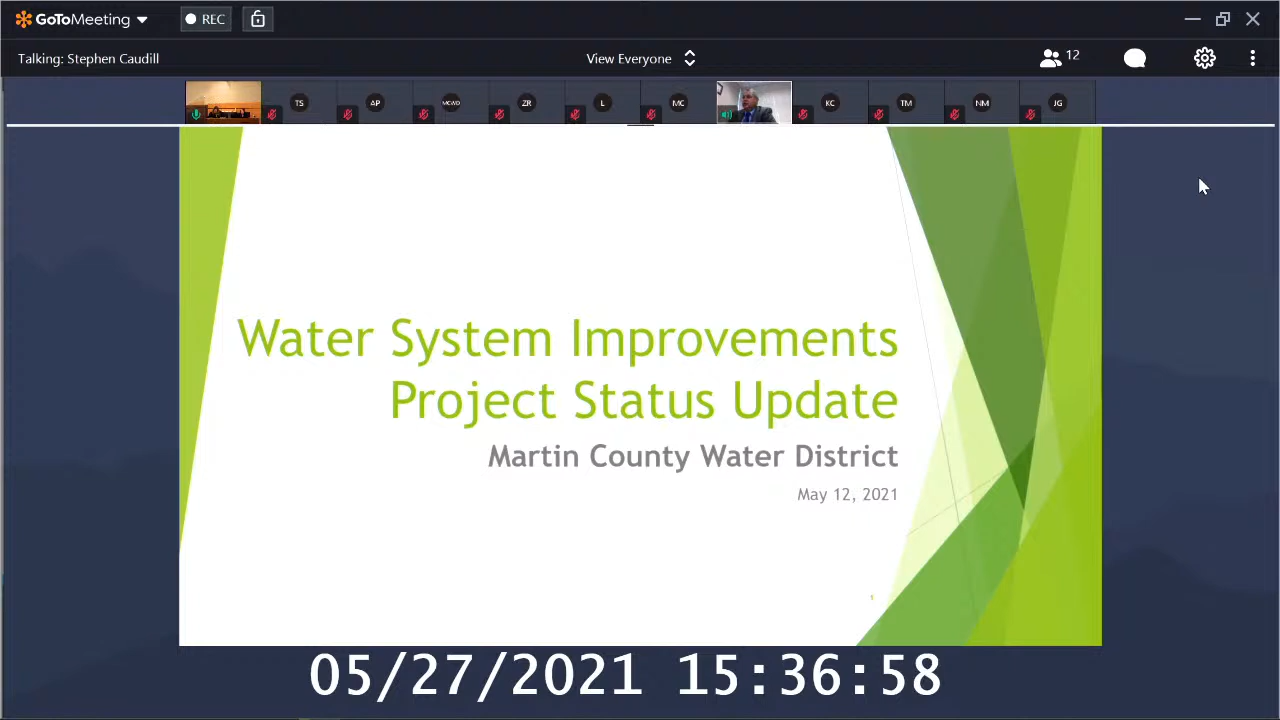 GoToMeeting
REC
Talking: Stephen Caudill
View Everyone
12
TS
AP
MCWD
ZR
L
MC
KC
TM
NM
JG
Water System Improvements
Project Status Update
Martin County Water District
May 12, 2021
1
05/27/2021 15:36:58